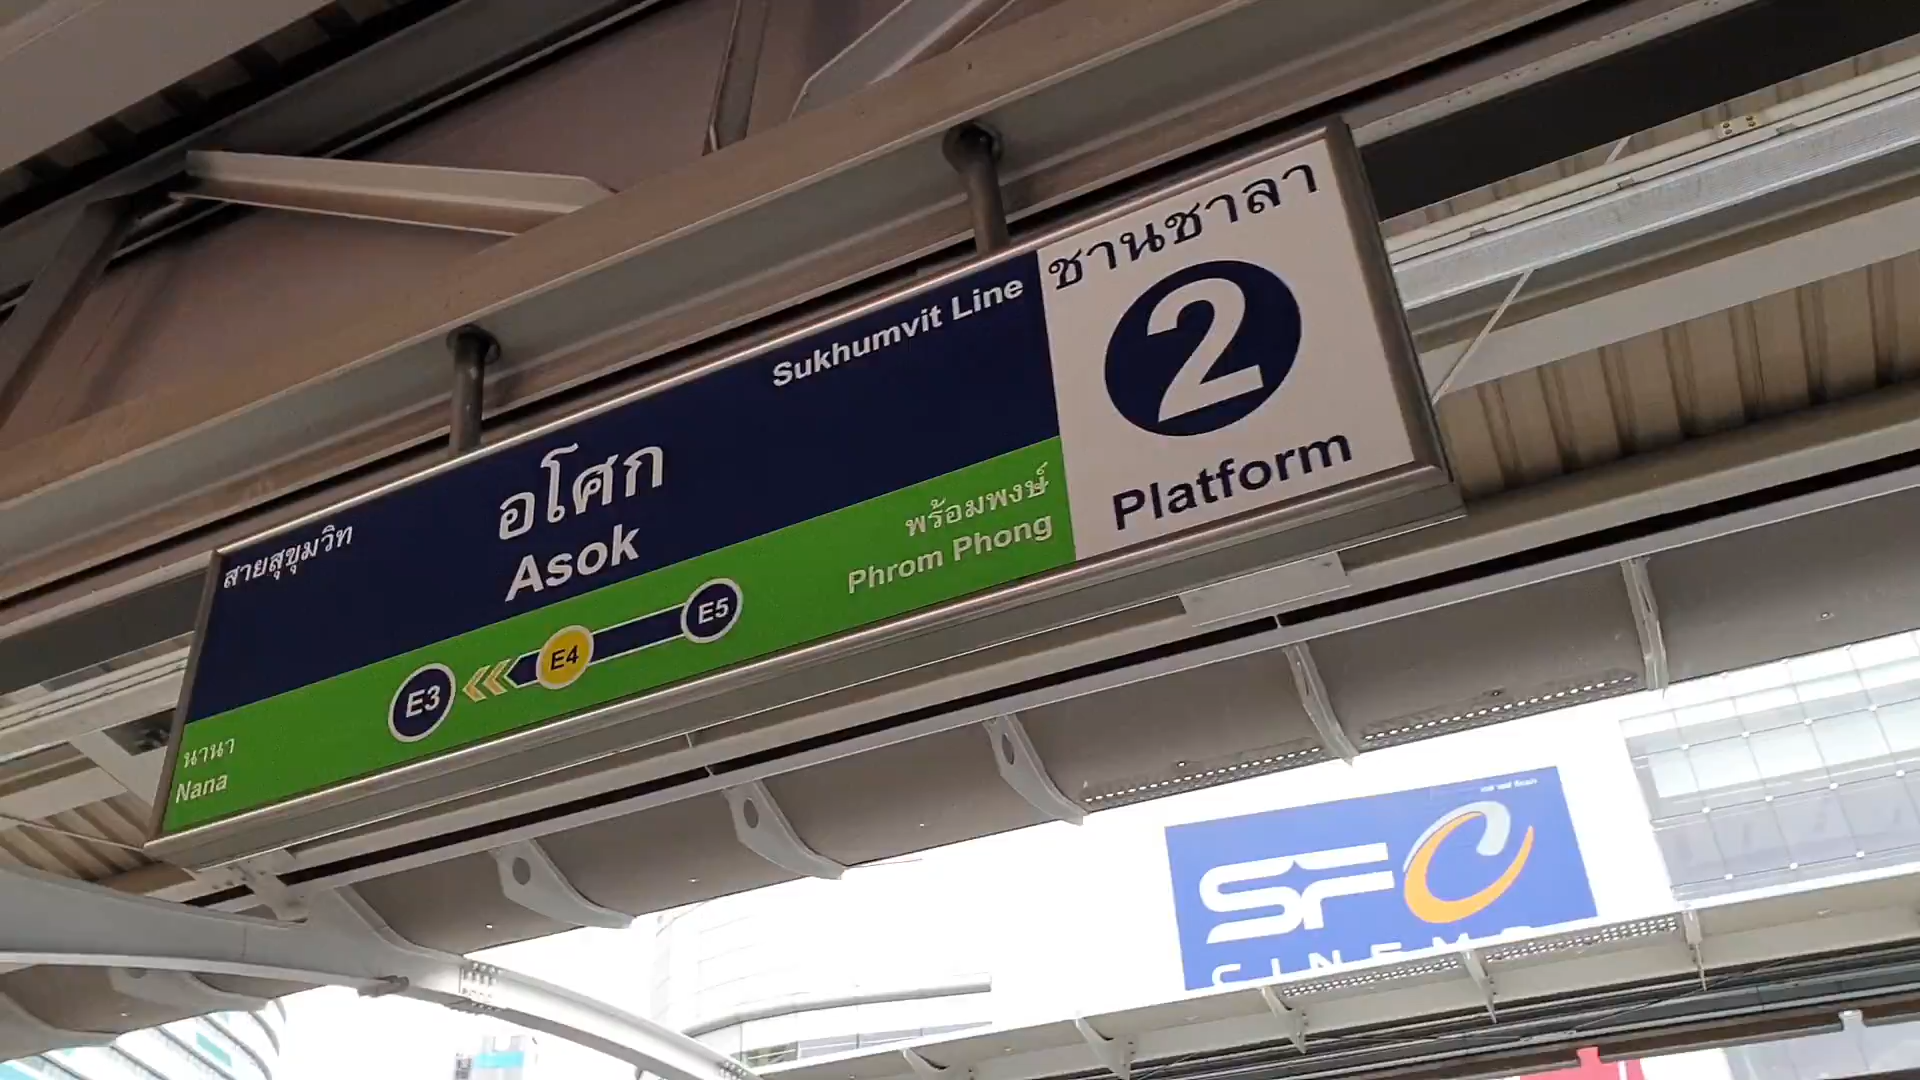 สายสุขุมวิท
Sukhumvit Line
อโศก
Asok
นานา
Nana
E3
E4
E5
พร้อมพงษ์
Phrom Phong
ชานชาลา
2
Platform
SFC
CINEMA